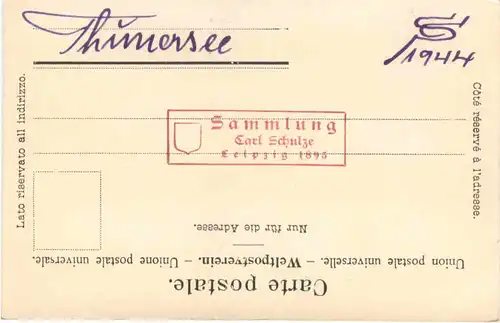 Thunersee
1944
Sammlung
Carl Schulze
Leipzig 1895
Carte postale.
Union postale universelle. – Weltpostverein. – Unione postale universale.
Nur für die Adresse.
Côté réservé à l'adresse.
Lato riservato all indirizzo.